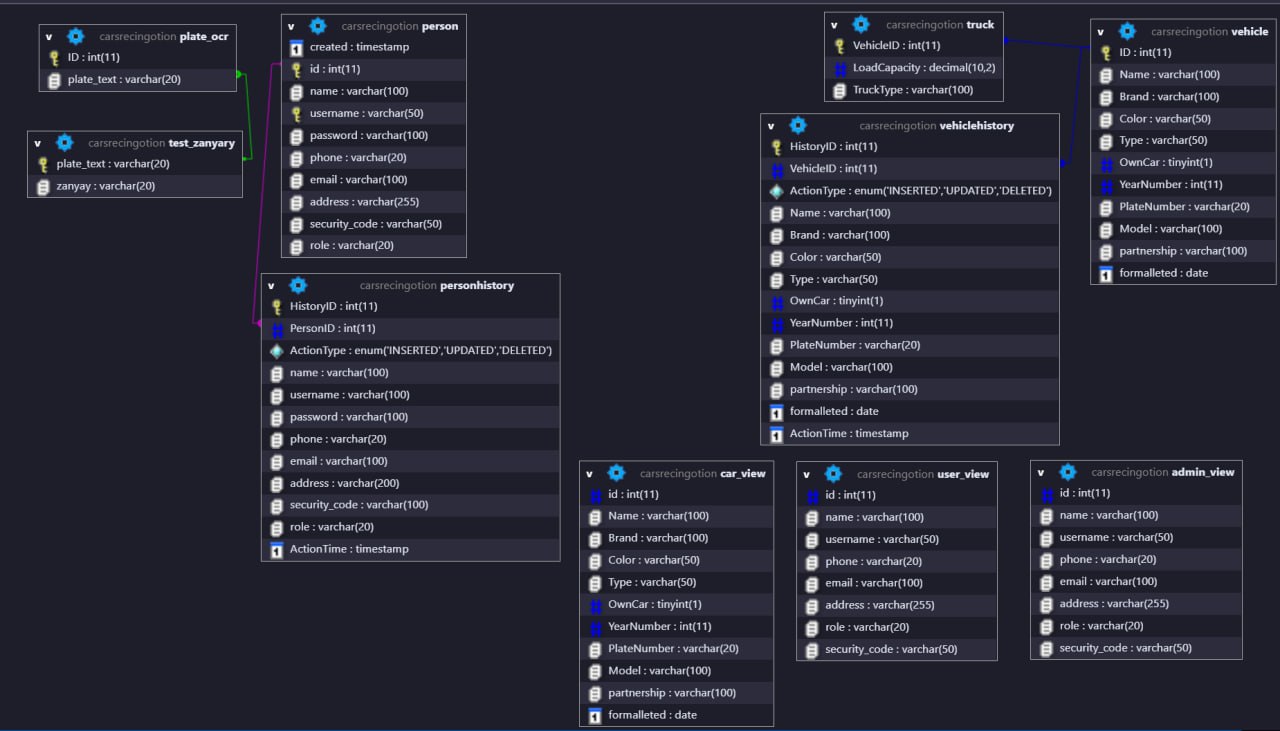 v carsrecingotion plate_ocr
ID : int(11)
plate_text : varchar(20)
v carsrecingotion test_zanyary
plate_text : varchar(20)
zanyay : varchar(20)
v carsrecingotion person
created : timestamp
id : int(11)
name : varchar(100)
username : varchar(50)
password : varchar(100)
phone : varchar(20)
email : varchar(100)
address : varchar(255)
security_code : varchar(50)
role : varchar(20)
v carsrecingotion personhistory
HistoryID : int(11)
PersonID : int(11)
ActionType : enum('INSERTED','UPDATED','DELETED')
name : varchar(100)
username : varchar(100)
password : varchar(100)
phone : varchar(20)
email : varchar(100)
address : varchar(200)
security_code : varchar(100)
role : varchar(20)
ActionTime : timestamp
v carsrecingotion truck
VehicleID : int(11)
LoadCapacity : decimal(10,2)
TruckType : varchar(100)
v carsrecingotion vehicle
ID : int(11)
Name : varchar(100)
Brand : varchar(100)
Color : varchar(50)
Type : varchar(50)
OwnCar : tinyint(1)
YearNumber : int(11)
PlateNumber : varchar(20)
Model : varchar(100)
partnership : varchar(100)
formalleted : date
v carsrecingotion vehiclehistory
HistoryID : int(11)
VehicleID : int(11)
ActionType : enum('INSERTED','UPDATED','DELETED')
Name : varchar(100)
Brand : varchar(100)
Color : varchar(50)
Type : varchar(50)
OwnCar : tinyint(1)
YearNumber : int(11)
PlateNumber : varchar(20)
Model : varchar(100)
partnership : varchar(100)
formalleted : date
ActionTime : timestamp
v carsrecingotion car_view
id : int(11)
Name : varchar(100)
Brand : varchar(100)
Color : varchar(50)
Type : varchar(50)
OwnCar : tinyint(1)
YearNumber : int(11)
PlateNumber : varchar(20)
Model : varchar(100)
partnership : varchar(100)
formalleted : date
v carsrecingotion user_view
id : int(11)
name : varchar(100)
username : varchar(50)
phone : varchar(20)
email : varchar(100)
address : varchar(255)
role : varchar(20)
security_code : varchar(50)
v carsrecingotion admin_view
id : int(11)
name : varchar(100)
username : varchar(50)
phone : varchar(20)
email : varchar(100)
address : varchar(255)
role : varchar(20)
security_code : varchar(50)